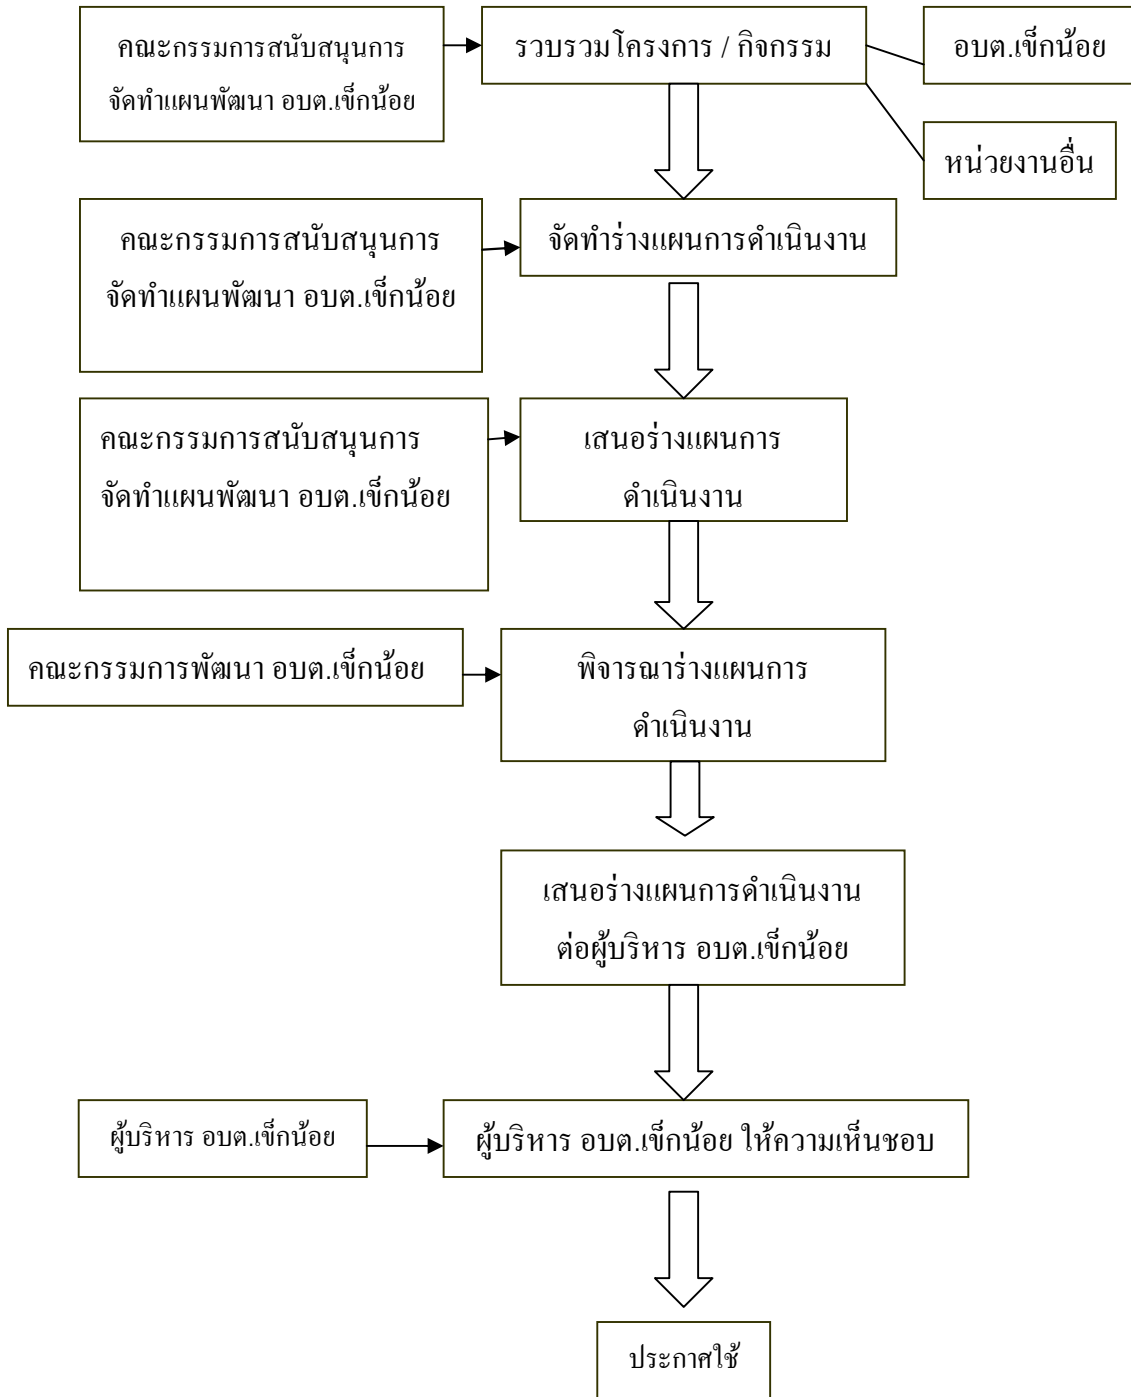 คณะกรรมการสนับสนุนการ
จัดทำแผนพัฒนา อบต.เข็กน้อย
รวบรวมโครงการ / กิจกรรม
อบต.เข็กน้อย
หน่วยงานอื่น
คณะกรรมการสนับสนุนการ
จัดทำแผนพัฒนา อบต.เข็กน้อย
จัดทำร่างแผนการดำเนินงาน
คณะกรรมการสนับสนุนการ
จัดทำแผนพัฒนา อบต.เข็กน้อย
เสนอร่างแผนการ
ดำเนินงาน
คณะกรรมการพัฒนา อบต.เข็กน้อย
พิจารณาร่างแผนการ
ดำเนินงาน
เสนอร่างแผนการดำเนินงาน
ต่อผู้บริหาร อบต.เข็กน้อย
ผู้บริหาร อบต.เข็กน้อย
ผู้บริหาร อบต.เข็กน้อย ให้ความเห็นชอบ
ประกาศใช้